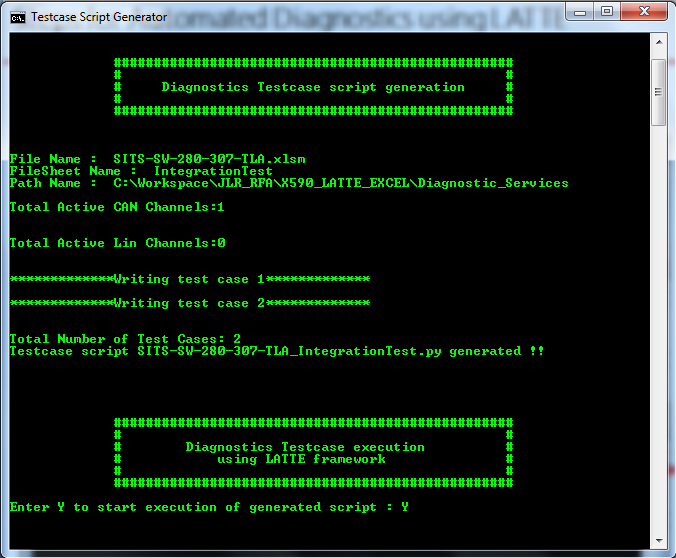 Testcase Script Generator
Automated Diagnostics using LATTE
##################################################
# #
# Diagnostics Testcase script generation #
# #
##################################################
File Name :  SITS-SW-280-307-TLA.xlsm
FileSheet Name :  IntegrationTest
Path Name :  C:\Workspace\JLR_RFA\X590_LATTE_EXCEL\Diagnostic_Services
Total Active CAN Channels:1
Total Active Lin Channels:0
*************Writing test case 1*************
*************Writing test case 2*************
Total Number of Test Cases: 2
Testcase script SITS-SW-280-307-TLA_IntegrationTest.py generated !!
##################################################
# #
# Diagnostics Testcase execution #
# using LATTE framework #
# #
##################################################
Enter Y to start execution of generated script : Y